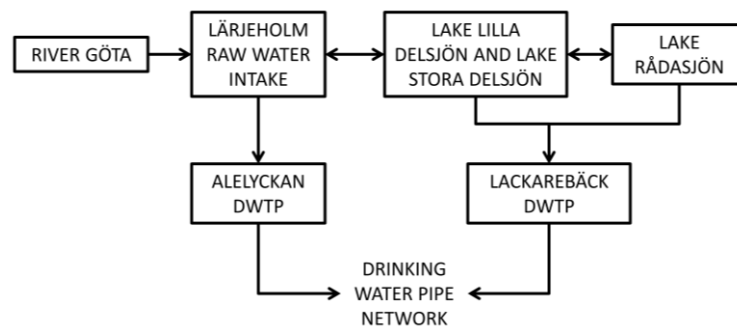 RIVER GÖTA
LÄRJEHOLM
RAW WATER
INTAKE
LAKE LILLA
DELSJÖN AND LAKE
STORA DELSJÖN
LAKE
RÅDASJÖN
ALELYCKAN
DWTP
LACKAREBÄCK
DWTP
DRINKING
WATER PIPE
NETWORK